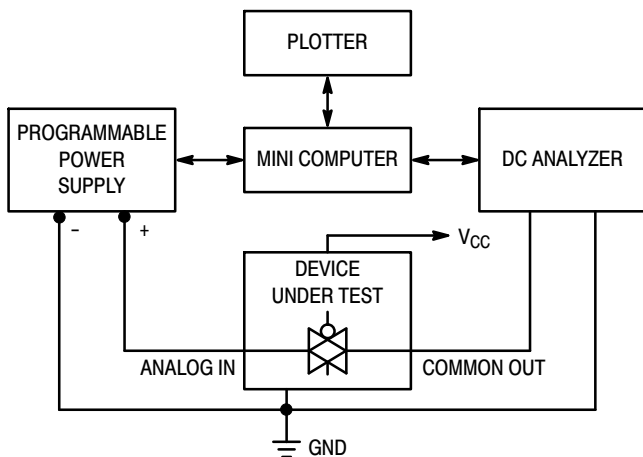 PLOTTER
PROGRAMMABLE
POWER
SUPPLY
MINI COMPUTER
DC ANALYZER
–
+
VCC
DEVICE
UNDER TEST
ANALOG IN
COMMON OUT
GND